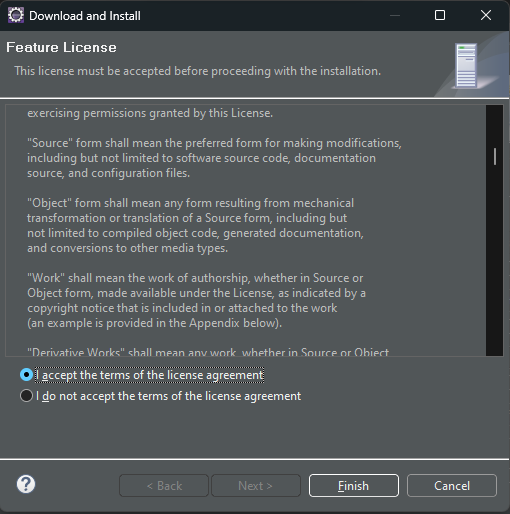 Download and Install
Feature License
This license must be accepted before proceeding with the installation.
exercising permissions granted by this License.
"Source" form shall mean the preferred form for making modifications,
including but not limited to software source code, documentation
source, and configuration files.
"Object" form shall mean any form resulting from mechanical
transformation or translation of a Source form, including but
not limited to compiled object code, generated documentation,
and conversions to other media types.
"Work" shall mean the work of authorship, whether in Source or
Object form, made available under the License, as indicated by a
copyright notice that is included in or attached to the work
(an example is provided in the Appendix below).
"Derivative Works" shall mean any work, whether in Source or Object
I accept the terms of the license agreement
I do not accept the terms of the license agreement
?
< Back
Next >
Finish
Cancel